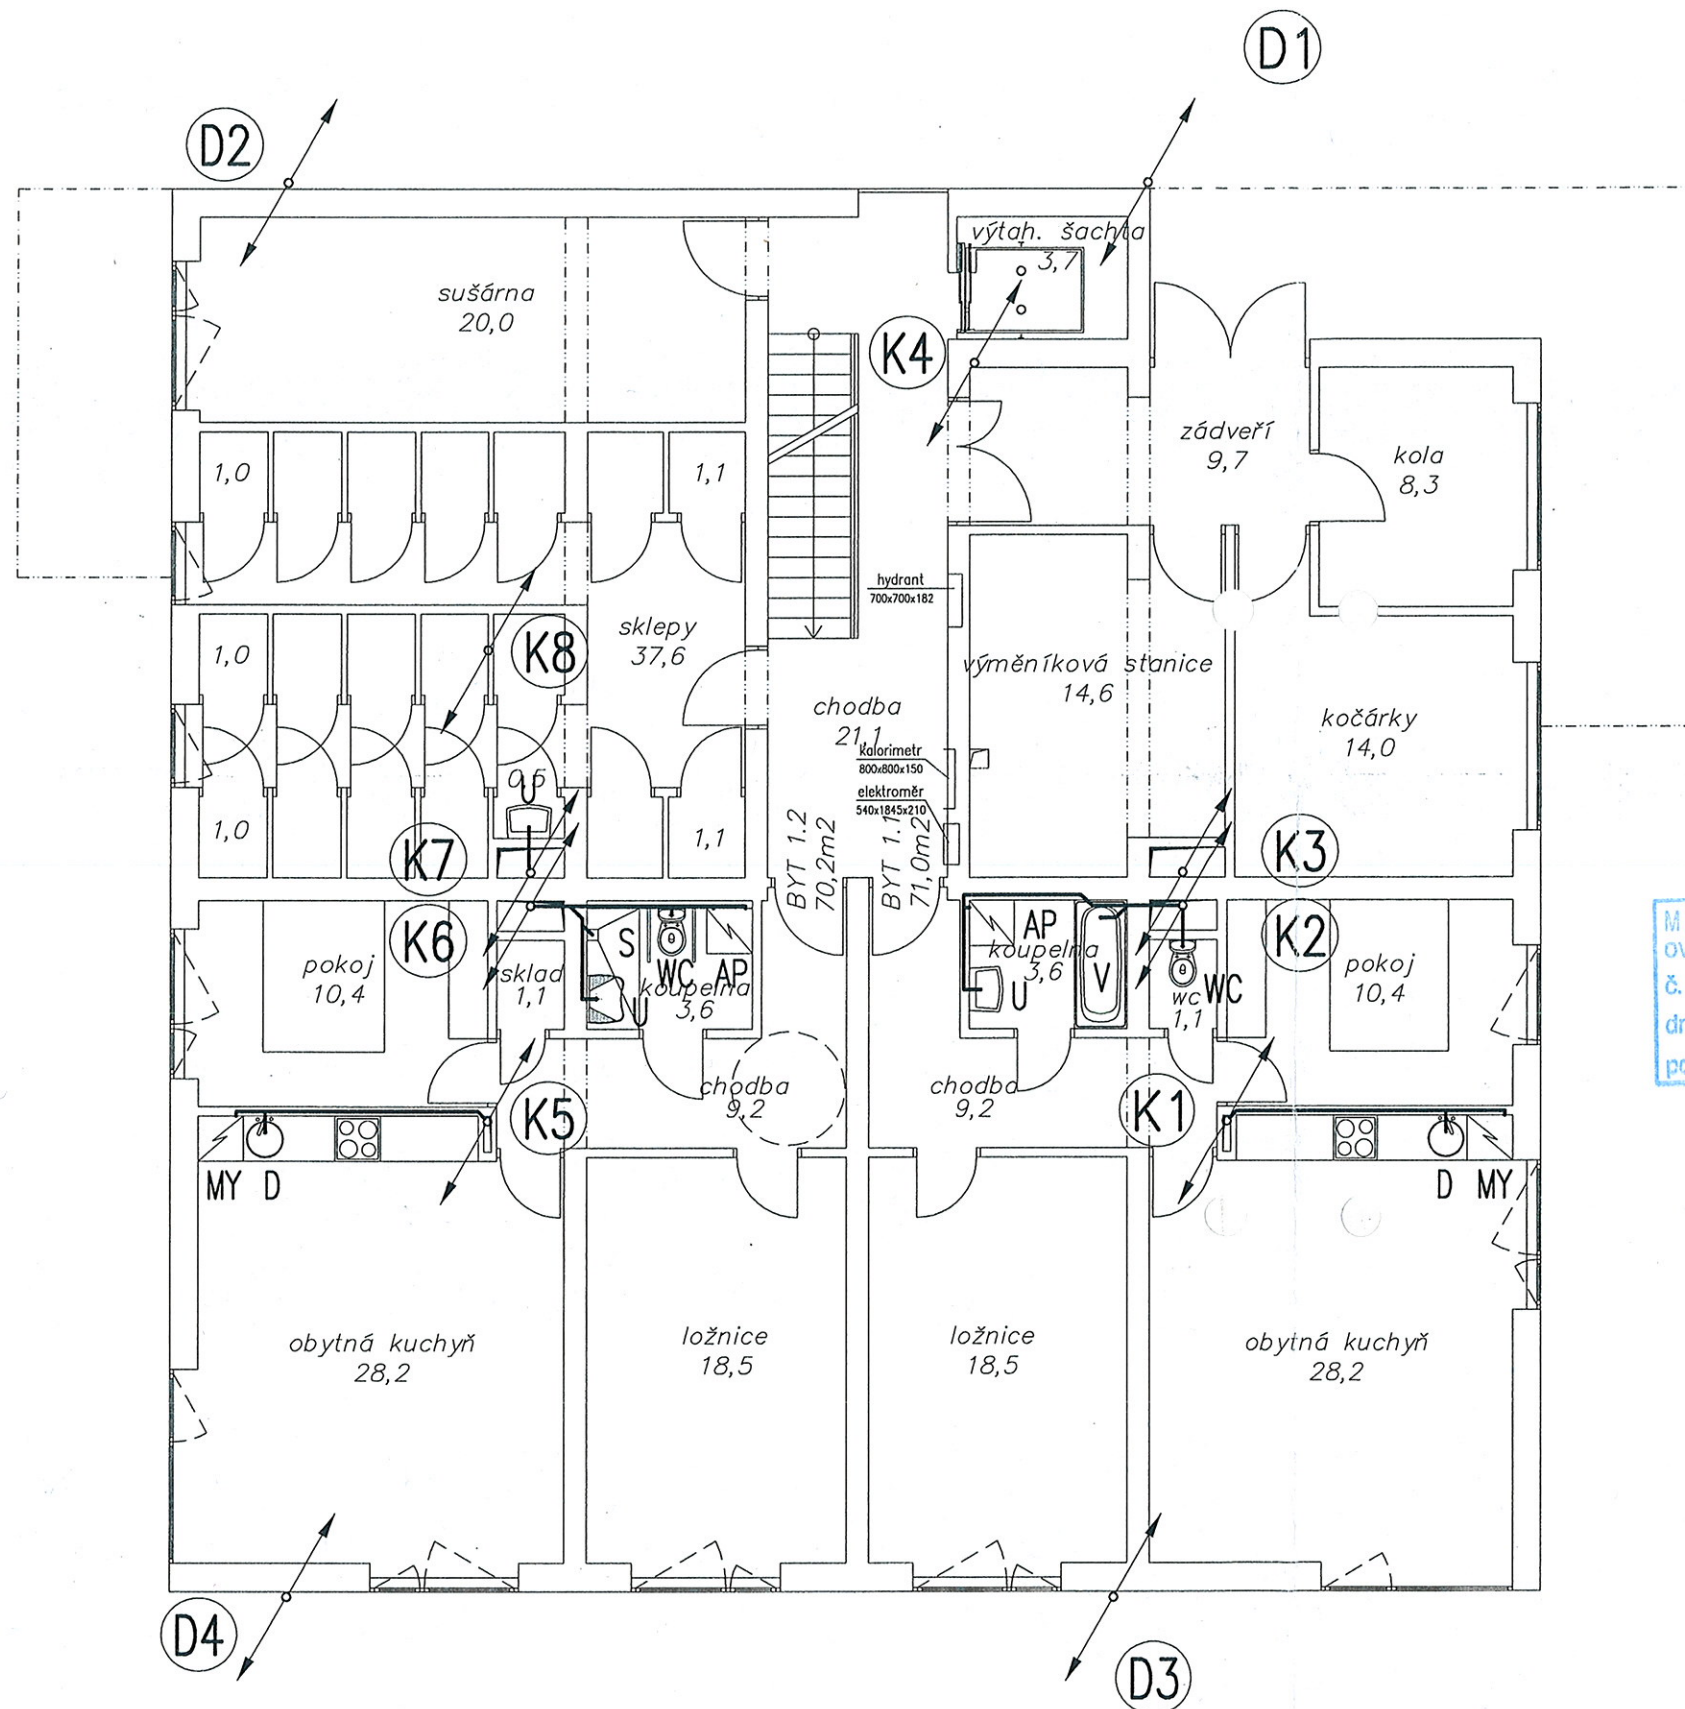 D1
D2
výtah. šachta
3,7
sušárna
20,0
K4
zádveří
9,7
kola
8,3
1,0
1,1
hydrant
700x700x182
sklepy
37,6
1,0
K8
výměníková stanice
14,6
chodba
21,1
kočárky
14,0
kalorimetr
800x800x150
elektroměr
540x1845x210
0,5
U
1,0
1,1
BYT 1.2
70,2m2
BYT 1.1
71,0m2
K7
K3
K6
K2
pokoj
10,4
sklad
1,1
S
WC
AP
koupelna
3,6
U
AP
koupelna
3,6
U
V
wc
1,1
WC
pokoj
10,4
M
ov
č.
K5
chodba
9,2
chodba
9,2
K1
MY D
D MY
obytná kuchyň
28,2
ložnice
18,5
ložnice
18,5
obytná kuchyň
28,2
D4
D3